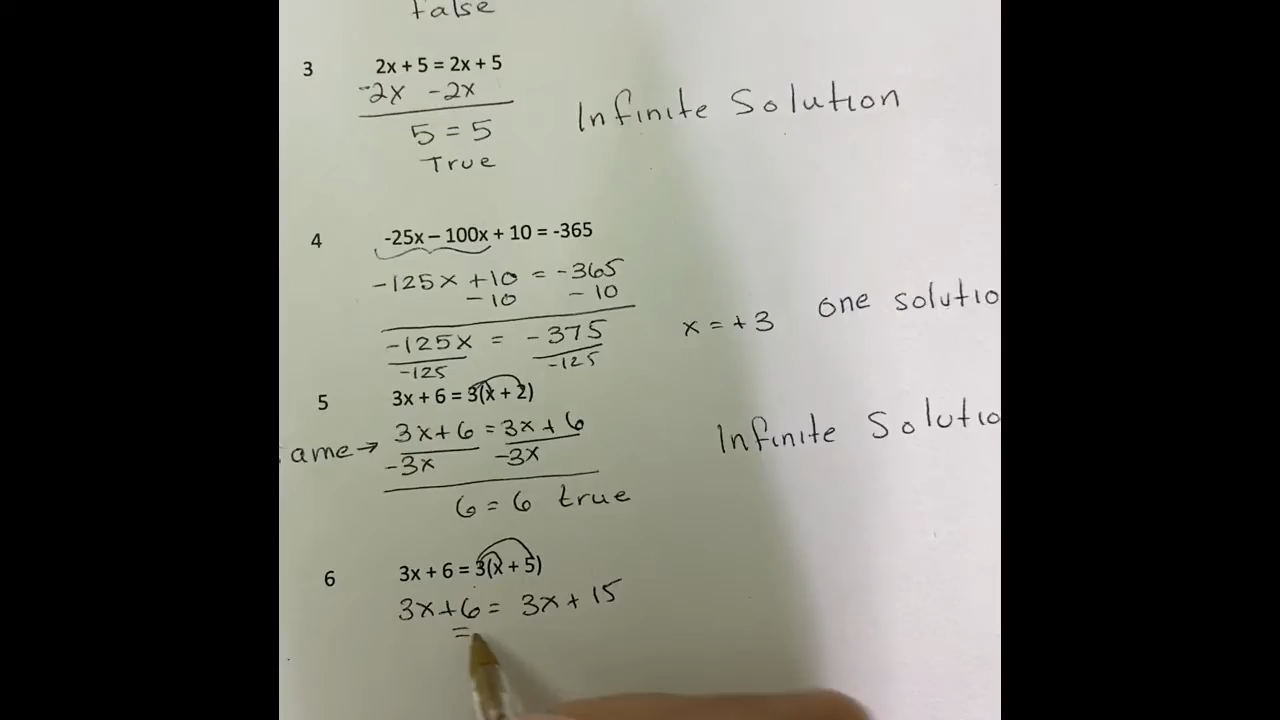 False
3 2x + 5 = 2x + 5
-2x -2x
5 = 5
True
Infinite Solution
4 -25x – 100x + 10 = -365
-125x +10 = -365
-10 -10
-125x = -375
-125 -125
x = +3 one solutio
5 3x + 6 = 3(x + 2)
ame → 3x+6 = 3x + 6
-3x -3x
6 = 6 true
Infinite Solutio
6 3x + 6 = 3(x + 5)
3x+6 = 3x + 15
=